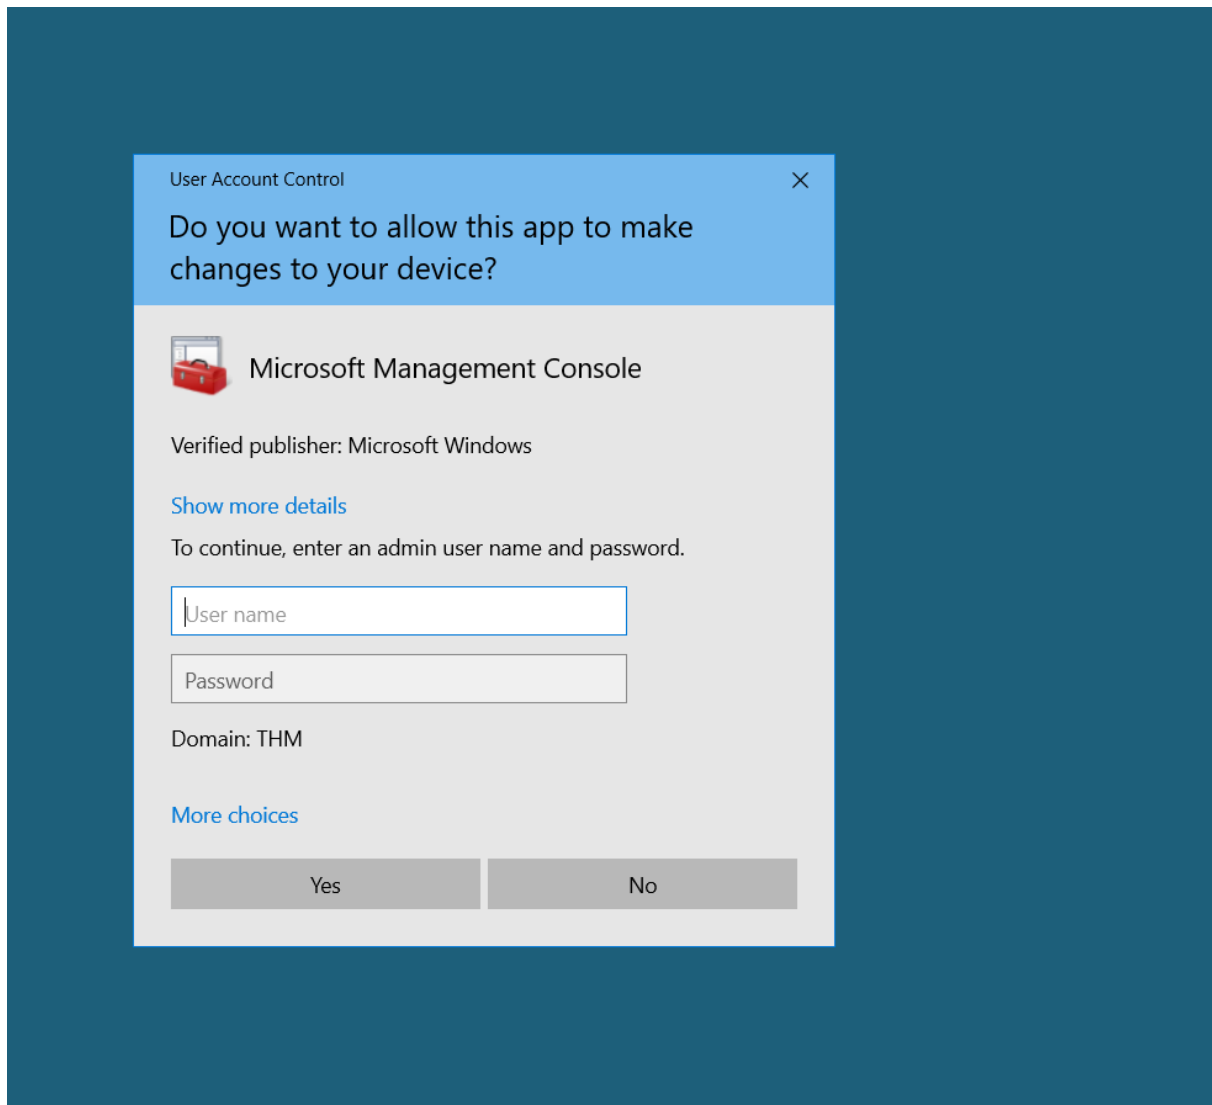 User Account Control
Do you want to allow this app to make
changes to your device?
Microsoft Management Console
Verified publisher: Microsoft Windows
Show more details
To continue, enter an admin user name and password.
User name
Password
Domain: THM
More choices
Yes
No